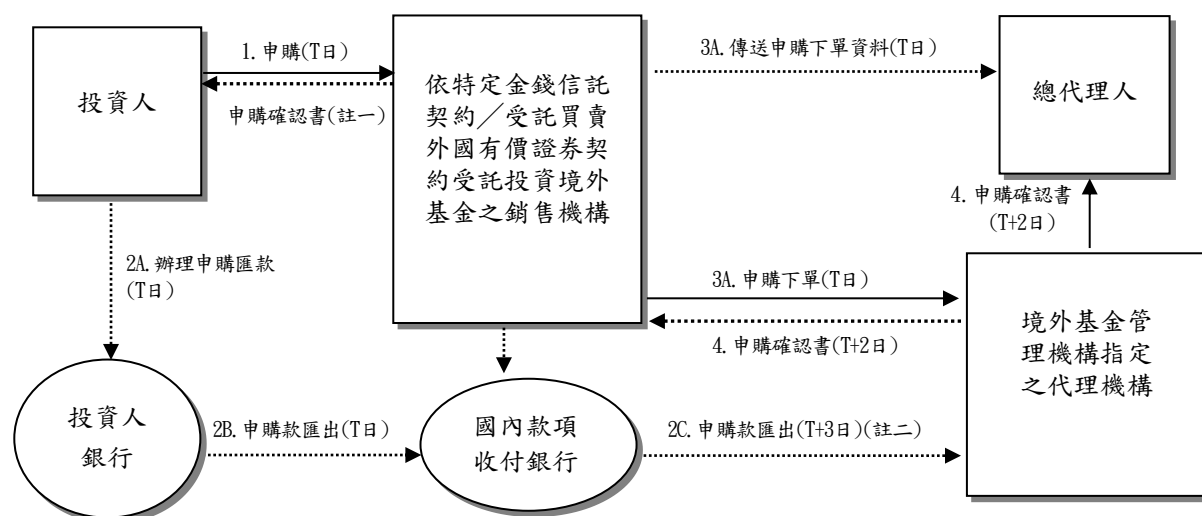 投資人
1.申購(T日)
申購確認書(註一)
依特定金錢信託
契約／受託買賣
外國有價證券契
約受託投資境外
基金之銷售機構
3A.傳送申購下單資料(T日)
總代理人
4.申購確認書
(T+2日)
2A.辦理申購匯款
(T日)
3A.申購下單(T日)
4.申購確認書(T+2日)
境外基金管
理機構指定
之代理機構
投資人
銀行
2B.申購款匯出(T日)
國內款項
收付銀行
2C.申購款匯出(T+3日)(註二)